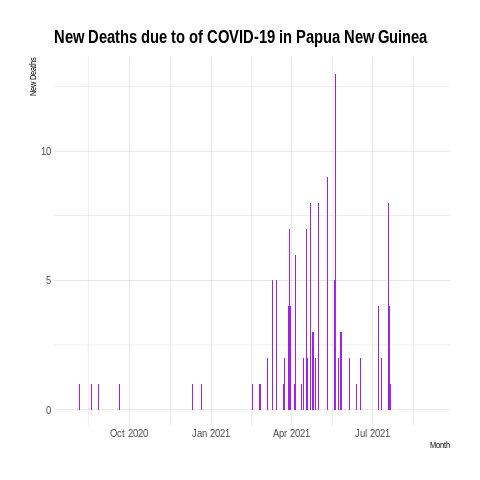 New Deaths due to of COVID-19 in Papua New Guinea
New Deaths
10
5
0
Oct 2020 Jan 2021 Apr 2021 Jul 2021
Month